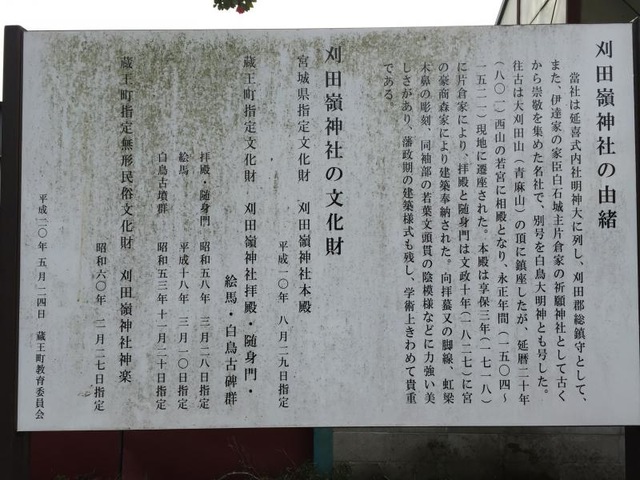 刈田嶺神社の由緒
当社は延喜式内社明神大に列し、刈田郡総鎮守として、
また、伊達家の家臣白石城主片倉家の祈願神社として古く
から崇敬を集めた名社で、別号を白鳥大明神とも号した。
往古は大刈田山(青麻山)の頂に鎮座したが、延暦二十年
(八〇一)西山の若宮に相殿となり、永正年間(一五〇四~
一五二一)現地に遷座された。本殿は享保三年(一七一八)
に片倉家により、拝殿と随身門は文政十年(一八二七)に宮
の豪商森家により建築奉納された。向拝蟇又の脚線、虹梁
木鼻の彫刻、同袖部の若葉文頭貫の陰模様などに力強い美
しさがあり、藩政期の建築様式も残し、学術上きわめて貴重
である。
刈田嶺神社の文化財
宮城県指定文化財 刈田嶺神社本殿
平成一〇年 八月二九日指定
蔵王町指定文化財 刈田嶺神社拝殿・随身門・
絵馬・白鳥古碑群
拝殿・随身門 昭和五八年 三月二八日指定
絵馬 平成十八年 三月一〇日指定
白鳥古墳群 昭和五三年 十一月二十日指定
蔵王町指定無形民俗文化財 刈田嶺神社神楽
昭和六〇年 二月二七日指定
平成二〇年 五月二四日 蔵王町教育委員会